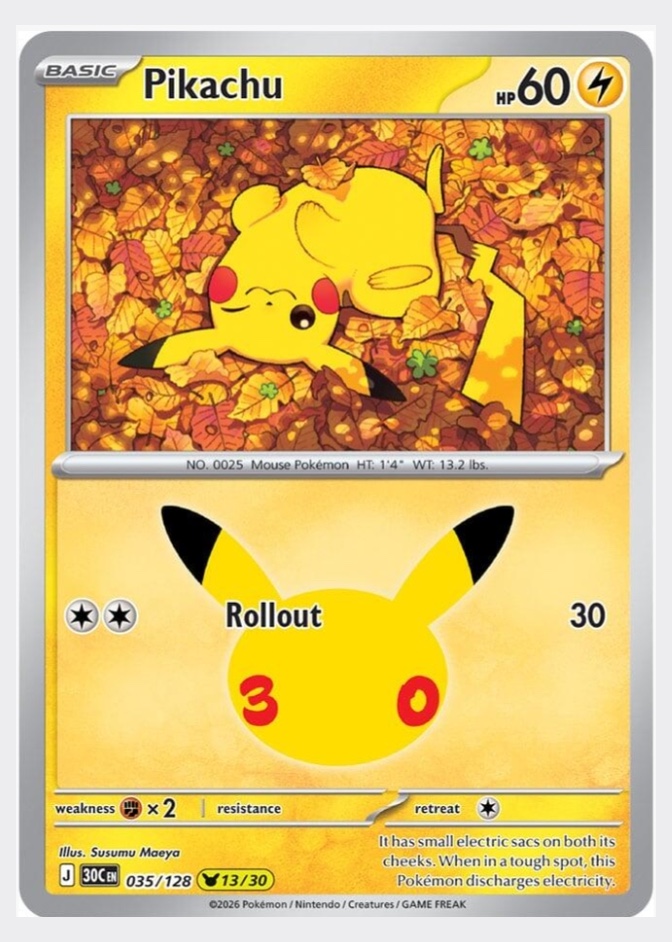 BASIC
Pikachu
HP 60
NO. 0025 Mouse Pokémon HT: 1'4" WT: 13.2 lbs.
Rollout 30
3 0
weakness ×2 resistance retreat
Illus. Susumu Maeya
It has small electric sacs on both its
cheeks. When in a tough spot, this
Pokémon discharges electricity.
J 30C EN 035/128 13/30
©2026 Pokémon / Nintendo / Creatures / GAME FREAK